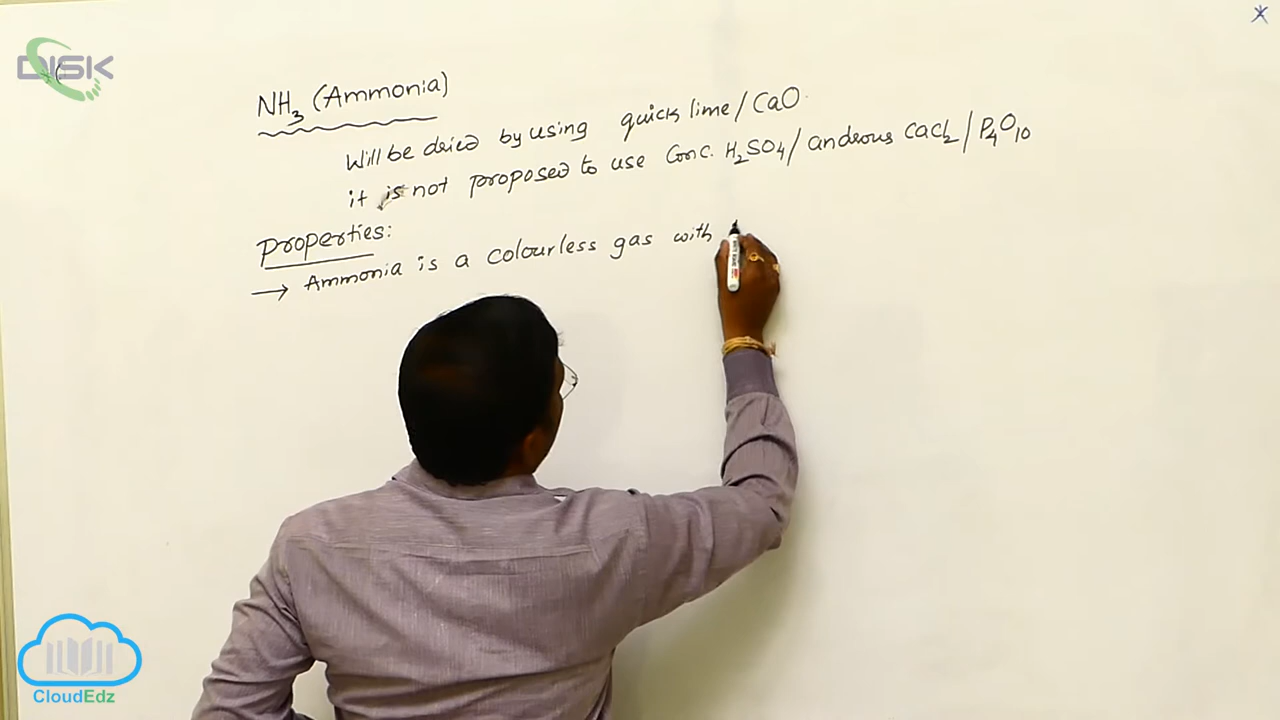 DISK
NH3 (Ammonia)
Will be dried by using quick lime/CaO.
it is not proposed to use Conc. H2SO4/androus CaCl2/P4O10
properties:
→ Ammonia is a colourless gas with
CloudEdz